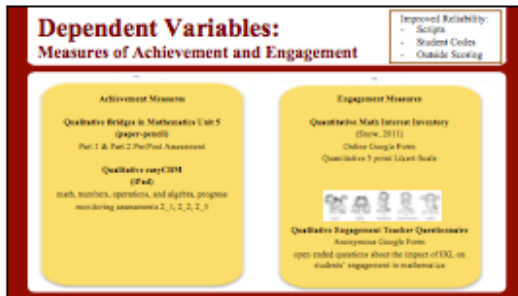 Dependent Variables:
Measures of Achievement and Engagement
Improved Reliability:
- Scripts
- Student Codes
- Outside Scoring
Achievement Measures
Qualitative Bridges in Mathematics Unit 5
(paper-pencil)
Part 1 & Part 2 Pre/Post Assessment
Qualitative easyCBM
(iPad)
math, numbers, operations, and algebra, progress
monitoring assessments 2_1, 2_2, 2_3
Engagement Measures
Quantitative Math Interest Inventory
(Snow, 2011)
Online Google Form
Quantitative 5 point Likert-Scale
Qualitative Engagement Teacher Questionnaire
Anonymous Google Form
open ended questions about the impact of IXL on
students' engagement in mathematics